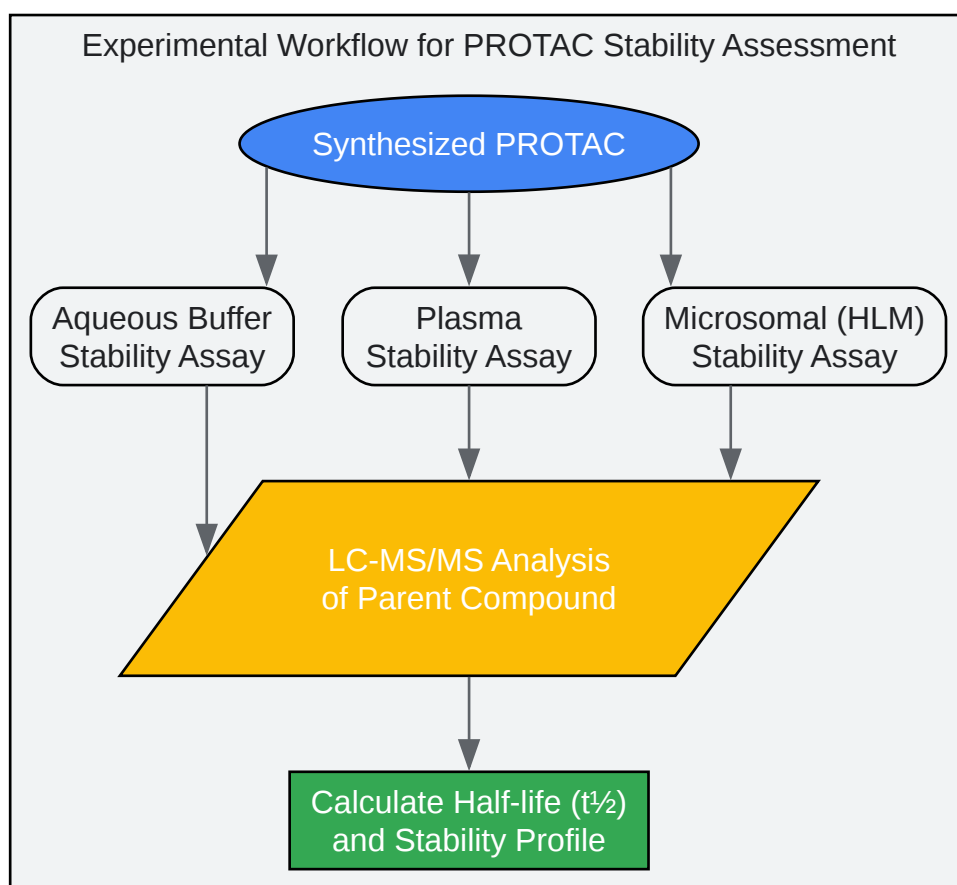 Experimental Workflow for PROTAC Stability Assessment
Synthesized PROTAC
Aqueous Buffer
Stability Assay
Plasma
Stability Assay
Microsomal (HLM)
Stability Assay
LC-MS/MS Analysis
of Parent Compound
Calculate Half-life (t½)
and Stability Profile